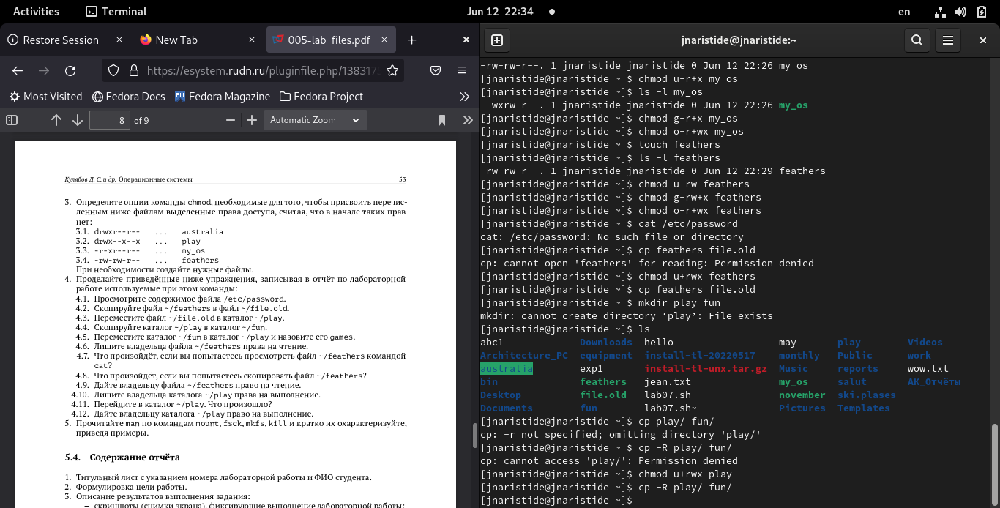 Activities
Terminal
Jun 12 22:34
en
Restore Session
New Tab
005-lab_files.pdf
https://esystem.rudn.ru/pluginfile.php/138317
Most Visited
Fedora Docs
Fedora Magazine
Fedora Project
8 of 9
Automatic Zoom
Кулябов Д. С. и др. Операционные системы 53
3. Определите опции команды chmod, необходимые для того, чтобы присвоить перечис-
ленным ниже файлам выделенные права доступа, считая, что в начале таких прав
нет:
3.1. drwxr--r-- ... australia
3.2. drwx--x--x ... play
3.3. -r-xr--r-- ... my_os
3.4. -rw-rw-r-- ... feathers
При необходимости создайте нужные файлы.
4. Проделайте приведённые ниже упражнения, записывая в отчёт по лабораторной
работе используемые при этом команды:
4.1. Просмотрите содержимое файла /etc/password.
4.2. Скопируйте файл ~/feathers в файл ~/file.old.
4.3. Переместите файл ~/file.old в каталог ~/play.
4.4. Скопируйте каталог ~/play в каталог ~/fun.
4.5. Переместите каталог ~/fun в каталог ~/play и назовите его games.
4.6. Лишите владельца файла ~/feathers права на чтение.
4.7. Что произойдёт, если вы попытаетесь просмотреть файл ~/feathers командой
cat?
4.8. Что произойдёт, если вы попытаетесь скопировать файл ~/feathers?
4.9. Дайте владельцу файла ~/feathers право на чтение.
4.10. Лишите владельца каталога ~/play права на выполнение.
4.11. Перейдите в каталог ~/play. Что произошло?
4.12. Дайте владельцу каталога ~/play право на выполнение.
5. Прочитайте man по командам mount, fsck, mkfs, kill и кратко их охарактеризуйте,
приведя примеры.
5.4. Содержание отчёта
1. Титульный лист с указанием номера лабораторной работы и ФИО студента.
2. Формулировка цели работы.
3. Описание результатов выполнения задания:
– скриншоты (снимки экрана), фиксирующие выполнение лабораторной работы;
jnaristide@jnaristide:~
-rw-rw-r--. 1 jnaristide jnaristide 0 Jun 12 22:26 my_os
[jnaristide@jnaristide ~]$ chmod u-r+x my_os
[jnaristide@jnaristide ~]$ ls -l my_os
--wxrw-r--. 1 jnaristide jnaristide 0 Jun 12 22:26 my_os
[jnaristide@jnaristide ~]$ chmod g-r+x my_os
[jnaristide@jnaristide ~]$ chmod o-r+wx my_os
[jnaristide@jnaristide ~]$ touch feathers
[jnaristide@jnaristide ~]$ ls -l feathers
-rw-rw-r--. 1 jnaristide jnaristide 0 Jun 12 22:29 feathers
[jnaristide@jnaristide ~]$ chmod u-rw feathers
[jnaristide@jnaristide ~]$ chmod g-rw+x feathers
[jnaristide@jnaristide ~]$ chmod o-r+wx feathers
[jnaristide@jnaristide ~]$ cat /etc/password
cat: /etc/password: No such file or directory
[jnaristide@jnaristide ~]$ cp feathers file.old
cp: cannot open 'feathers' for reading: Permission denied
[jnaristide@jnaristide ~]$ chmod u+rwx feathers
[jnaristide@jnaristide ~]$ cp feathers file.old
[jnaristide@jnaristide ~]$ mkdir play fun
mkdir: cannot create directory ‘play’: File exists
[jnaristide@jnaristide ~]$ ls
abc1 Downloads hello may play Videos
Architecture_PC equipment install-tl-20220517 monthly Public work
australia exp1 install-tl-unx.tar.gz Music reports wow.txt
bin feathers jean.txt my_os salut АК_Отчёты
Desktop file.old lab07.sh november ski.plases
Documents fun lab07.sh~ Pictures Templates
[jnaristide@jnaristide ~]$ cp play/ fun/
cp: -r not specified; omitting directory 'play/'
[jnaristide@jnaristide ~]$ cp -R play/ fun/
cp: cannot access 'play/': Permission denied
[jnaristide@jnaristide ~]$ chmod u+rwx play
[jnaristide@jnaristide ~]$ cp -R play/ fun/
[jnaristide@jnaristide ~]$